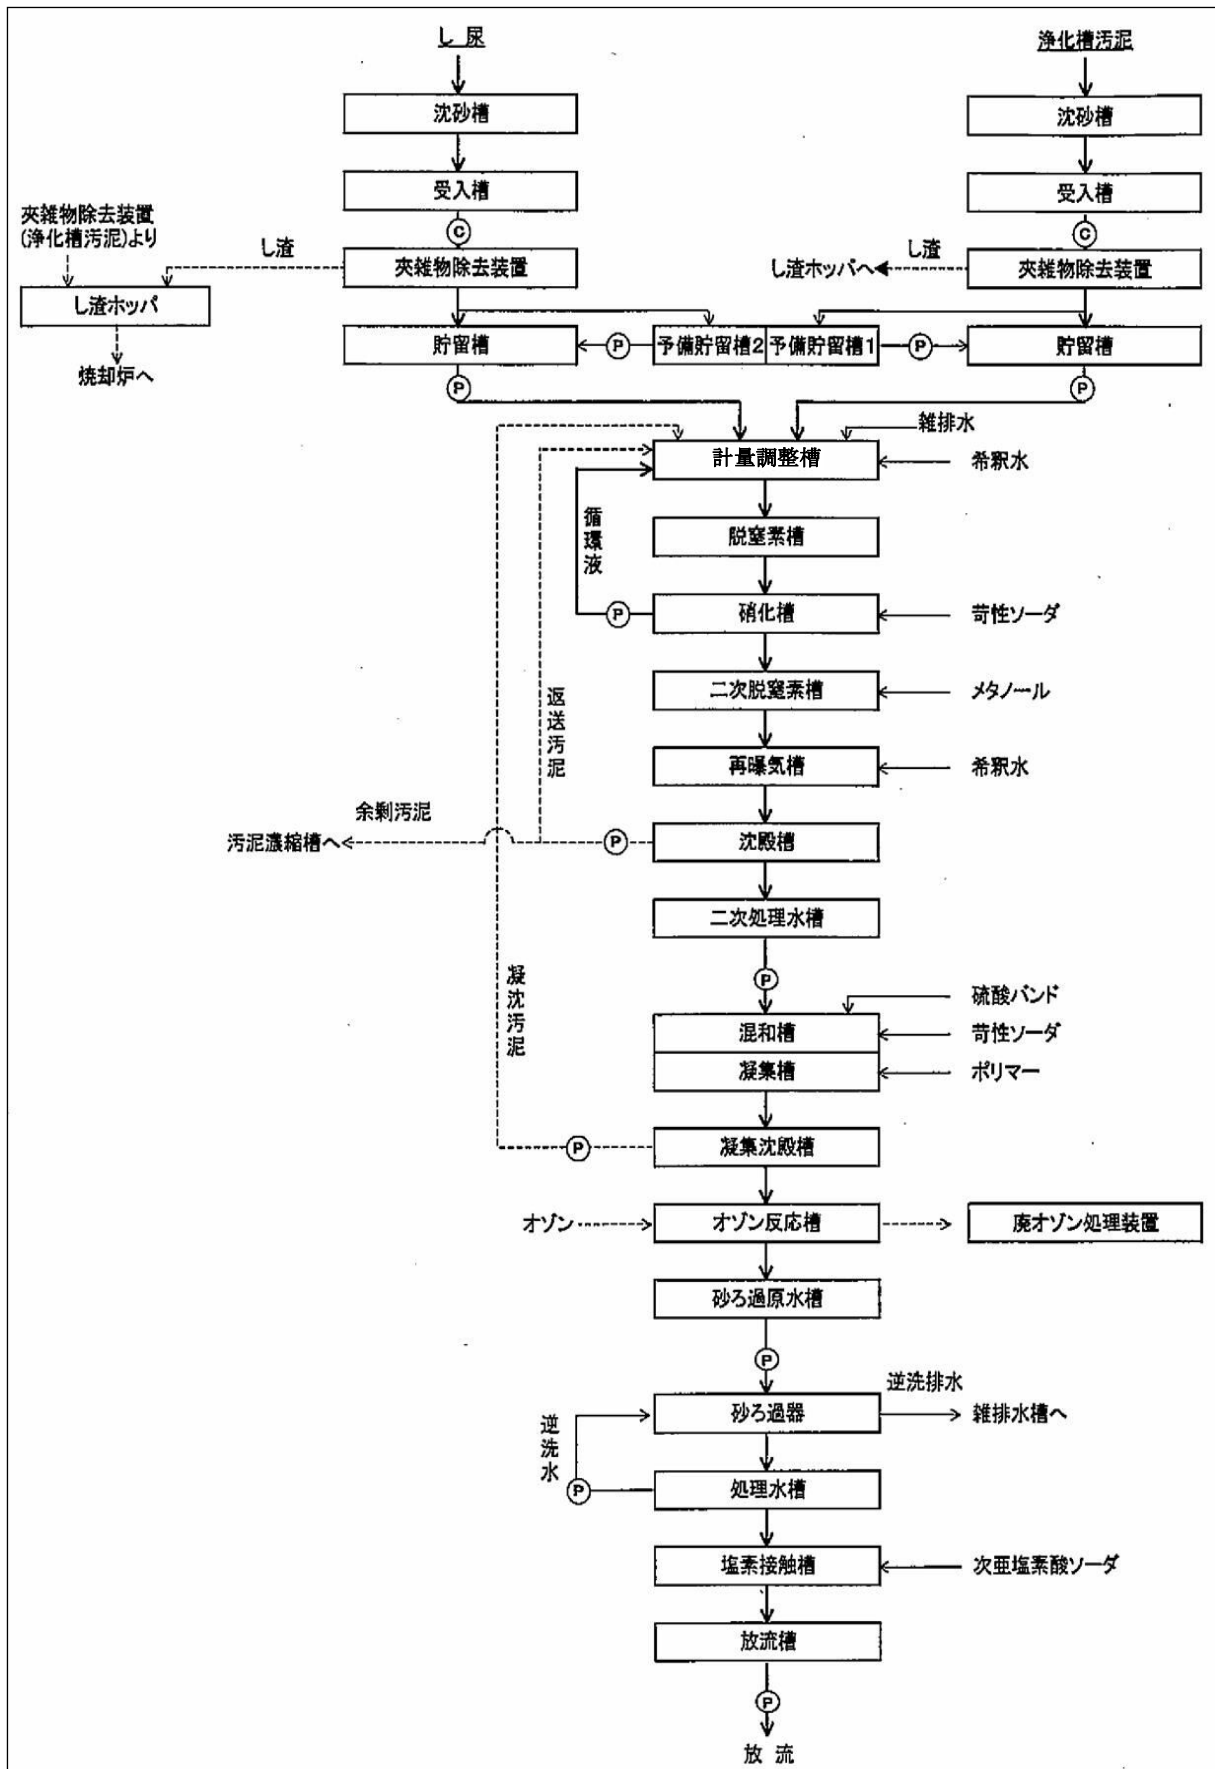 し 尿
浄化槽汚泥
沈砂槽
沈砂槽
受入槽
受入槽
夾雑物除去装置
(浄化槽汚泥)より
C
C
し渣
し渣
夾雑物除去装置
し渣ホッパへ
夾雑物除去装置
し渣ホッパ
貯留槽
P
予備貯留槽2
予備貯留槽1
P
貯留槽
焼却炉へ
P
P
雑排水
計量調整槽
希釈水
循環液
脱窒素槽
P
硝化槽
苛性ソーダ
二次脱窒素槽
メタノール
返送汚泥
再曝気槽
希釈水
余剰汚泥
汚泥濃縮槽へ
P
沈殿槽
二次処理水槽
凝沈汚泥
P
硫酸バンド
混和槽
苛性ソーダ
凝集槽
ポリマー
P
凝集沈殿槽
オゾン
オゾン反応槽
廃オゾン処理装置
砂ろ過原水槽
P
逆洗排水
砂ろ過器
雑排水槽へ
逆洗水
P
処理水槽
塩素接触槽
次亜塩素酸ソーダ
放流槽
P
放 流